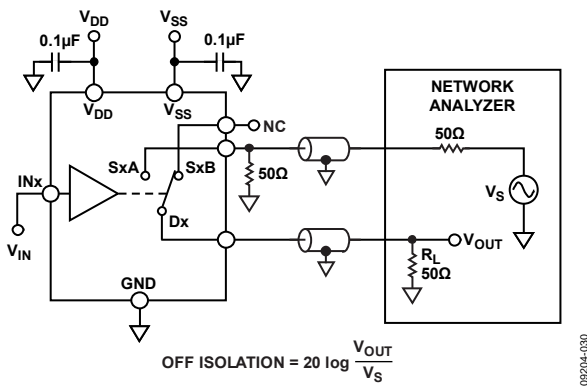 VDD
VSS
0.1µF
0.1µF
VDD
VSS
NETWORK
ANALYZER
NC
SxA
SxB
50Ω
50Ω
INx
VS
Dx
VIN
VOUT
RL
50Ω
GND
OFF ISOLATION = 20 log VOUT
VS
09204-030